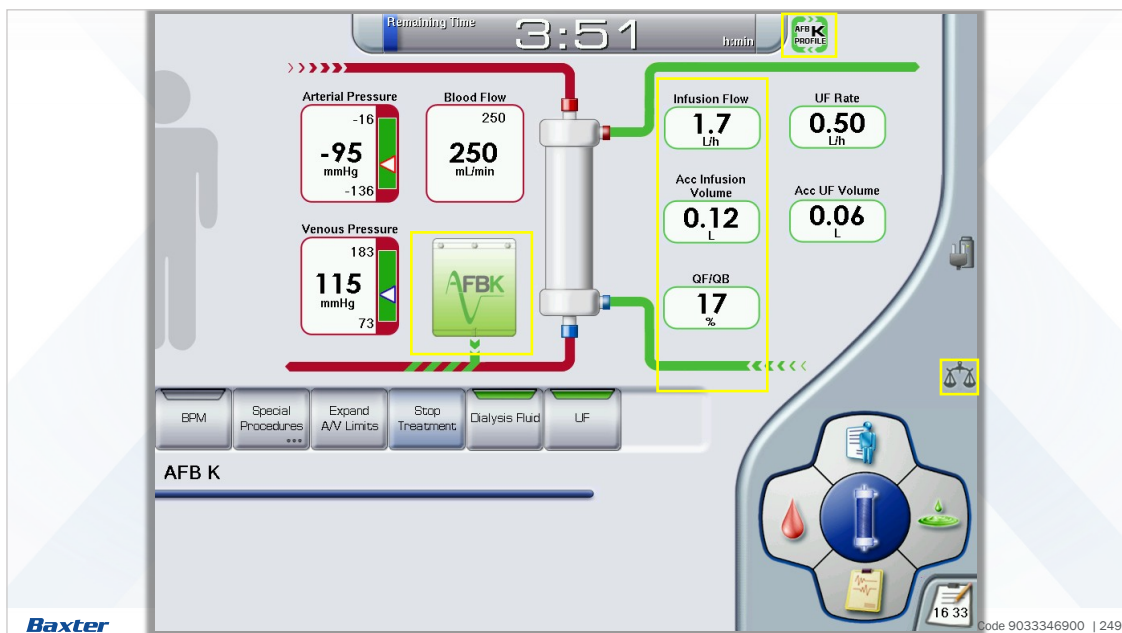 Remaining Time
3:51
h:min
AFB K
PROFILE
Arterial Pressure
-16
-95
mmHg
-136
Blood Flow
250
250
mL/min
Infusion Flow
1.7
L/h
UF Rate
0.50
L/h
Acc Infusion
Volume
0.12
L
Acc UF Volume
0.06
L
Venous Pressure
183
115
mmHg
73
AFBK
QF/QB
17
%
BPM
Special
Procedures
Expand
A/V Limits
Stop
Treatment
Dialysis Fluid
UF
AFB K
16 33
Baxter
Code 9033346900 | 249